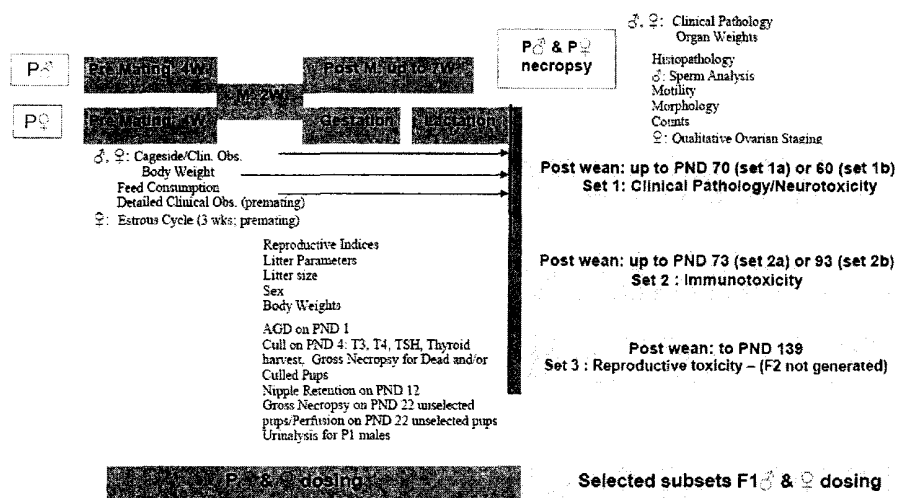 ♂, ♀: Clinical Pathology
Organ Weights
Histopathology
♂: Sperm Analysis
Motility
Morphology
Counts
♀: Qualitative Ovarian Staging
P♂ & P♀
necropsy
P♂
Pre Mating, 4W
Post M. up to 7W
M. 2W
P♀
Pre Mating, 4W
Gestation
Lactation
♂, ♀: Cageside/Clin. Obs.
Body Weight
Feed Consumption
Detailed Clinical Obs. (premating)
♀: Estrous Cycle (3 wks; premating)
Post wean: up to PND 70 (set 1a) or 60 (set 1b)
Set 1: Clinical Pathology/Neurotoxicity
Reproductive Indices
Litter Parameters
Litter size
Sex
Body Weights
Post wean: up to PND 73 (set 2a) or 93 (set 2b)
Set 2 : Immunotoxicity
AGD on PND 1
Cull on PND 4: T3, T4, TSH, Thyroid
harvest. Gross Necropsy for Dead and/or
Culled Pups
Nipple Retention on PND 12
Gross Necropsy on PND 22 unselected
pups/Perfusion on PND 22 unselected pups
Urinalysis for P1 males
Post wean: to PND 139
Set 3 : Reproductive toxicity – (F2 not generated)
P♂ & ♀ dosing
Selected subsets F1♂ & ♀ dosing